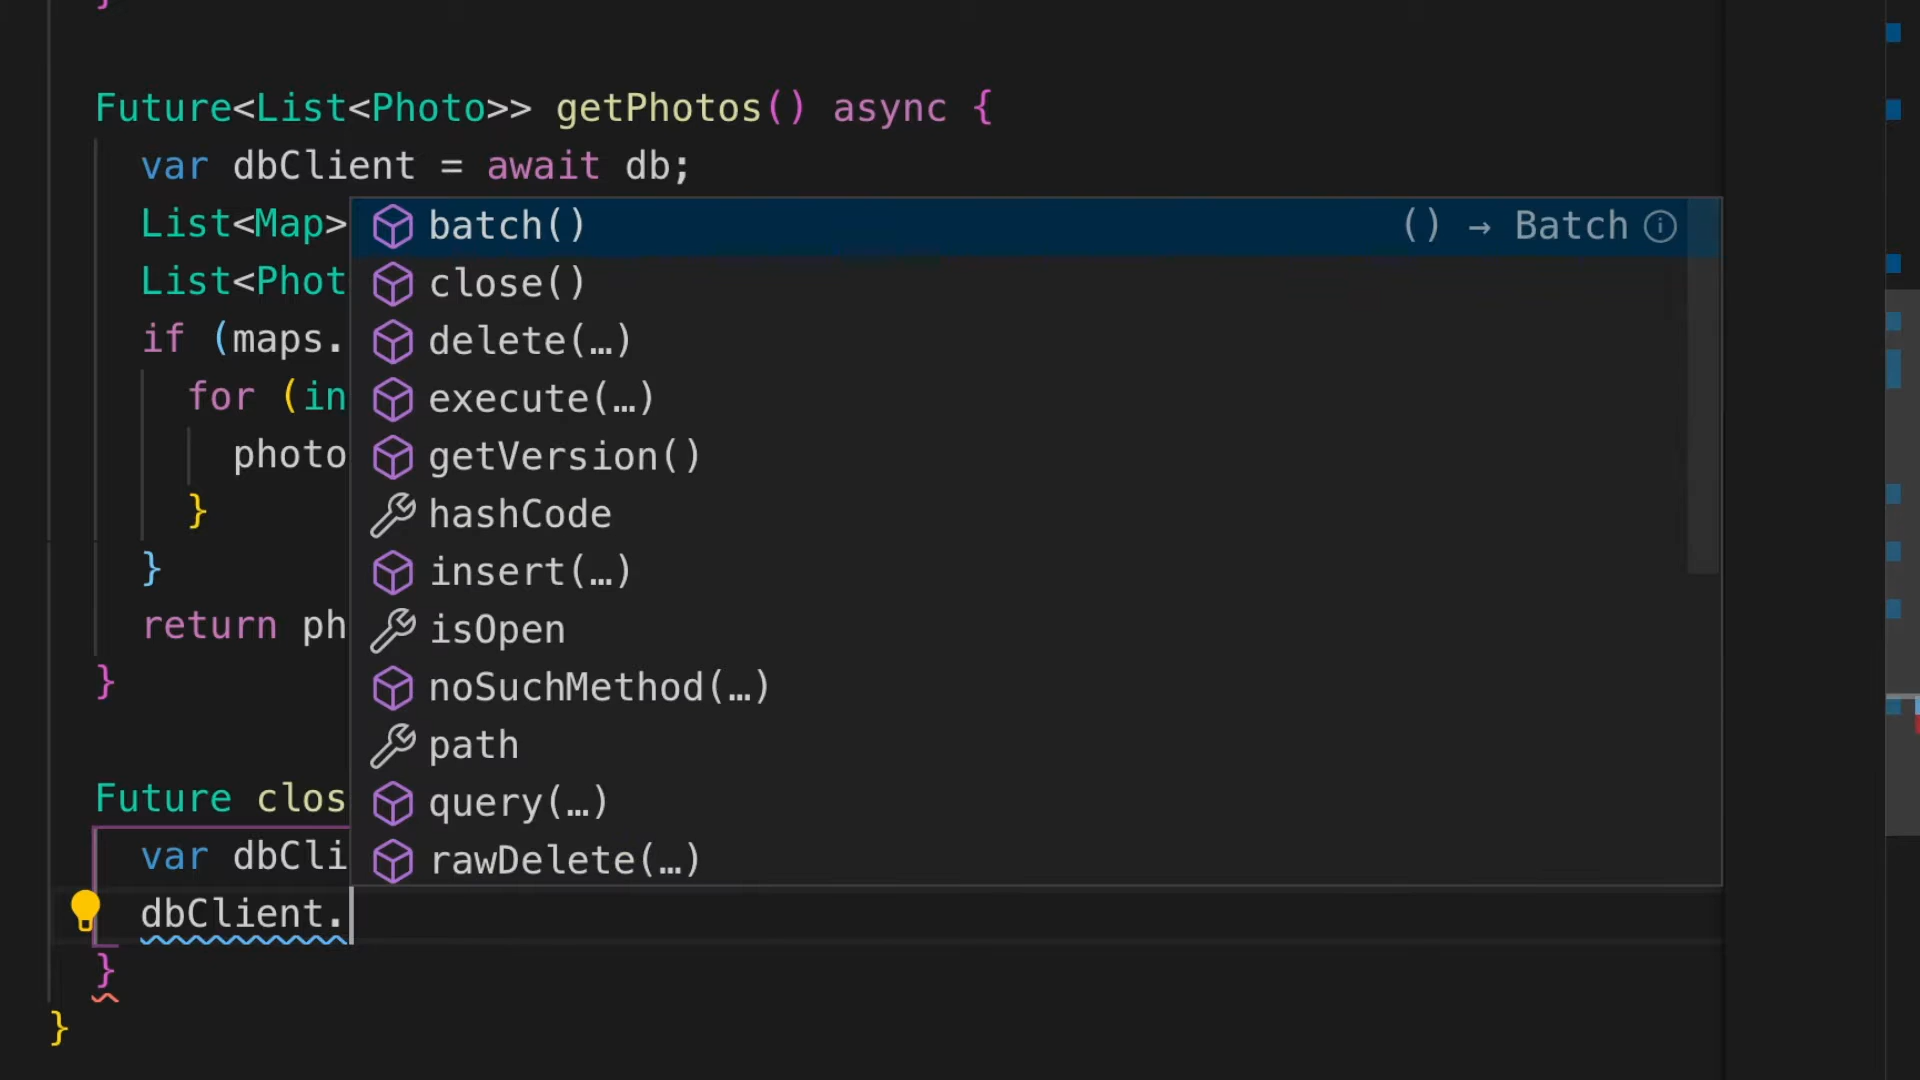 }
Future<List<Photo>> getPhotos() async {
var dbClient = await db;
List<Map>
batch()
() → Batch
List<Phot
close()
if (maps.
delete(…)
for (in
execute(…)
photo
getVersion()
}
hashCode
}
insert(…)
return ph
isOpen
}
noSuchMethod(…)
path
Future clos
query(…)
var dbCli
rawDelete(…)
dbClient.
}
}